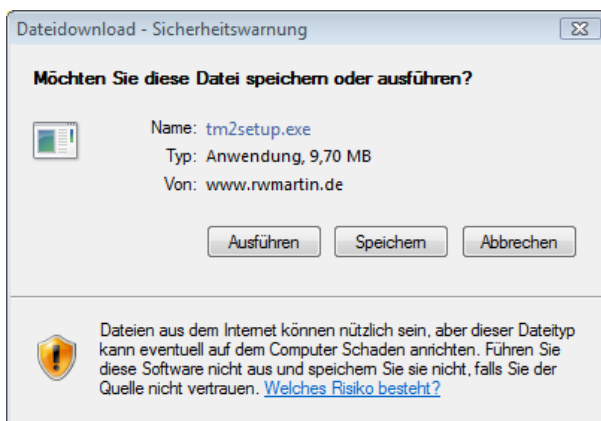 Dateidownload - Sicherheitswarnung
Möchten Sie diese Datei speichern oder ausführen?
Name: tm2setup.exe
Typ: Anwendung, 9,70 MB
Von: www.rwmartin.de
Ausführen Speichern Abbrechen
Dateien aus dem Internet können nützlich sein, aber dieser Dateityp
kann eventuell auf dem Computer Schaden anrichten. Führen Sie
diese Software nicht aus und speichern Sie sie nicht, falls Sie der
Quelle nicht vertrauen. Welches Risiko besteht?